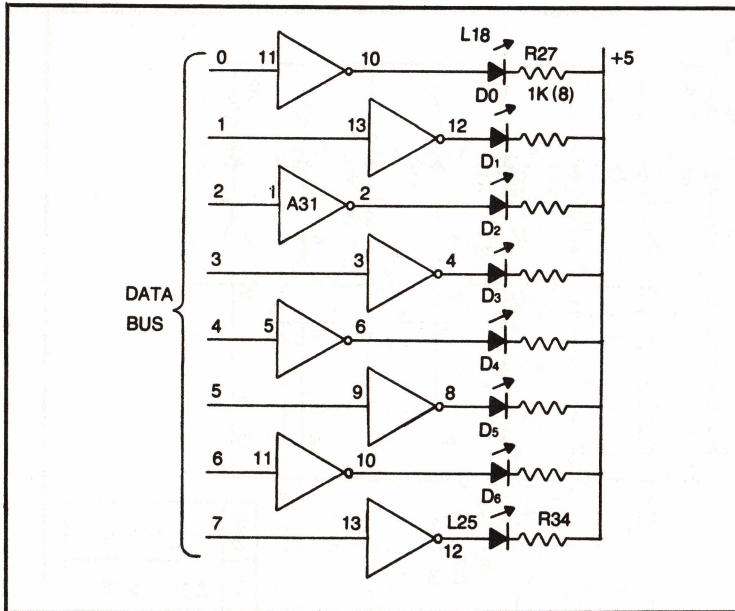 L18
0 11 10 R27 +5
D0 1K (8)
1 13 12
D1
2 1 A31 2
D2
3 3 4
D3
DATA
BUS
4 5 6
D4
5 9 8
D5
6 11 10
D6
7 13 12 L25 R34